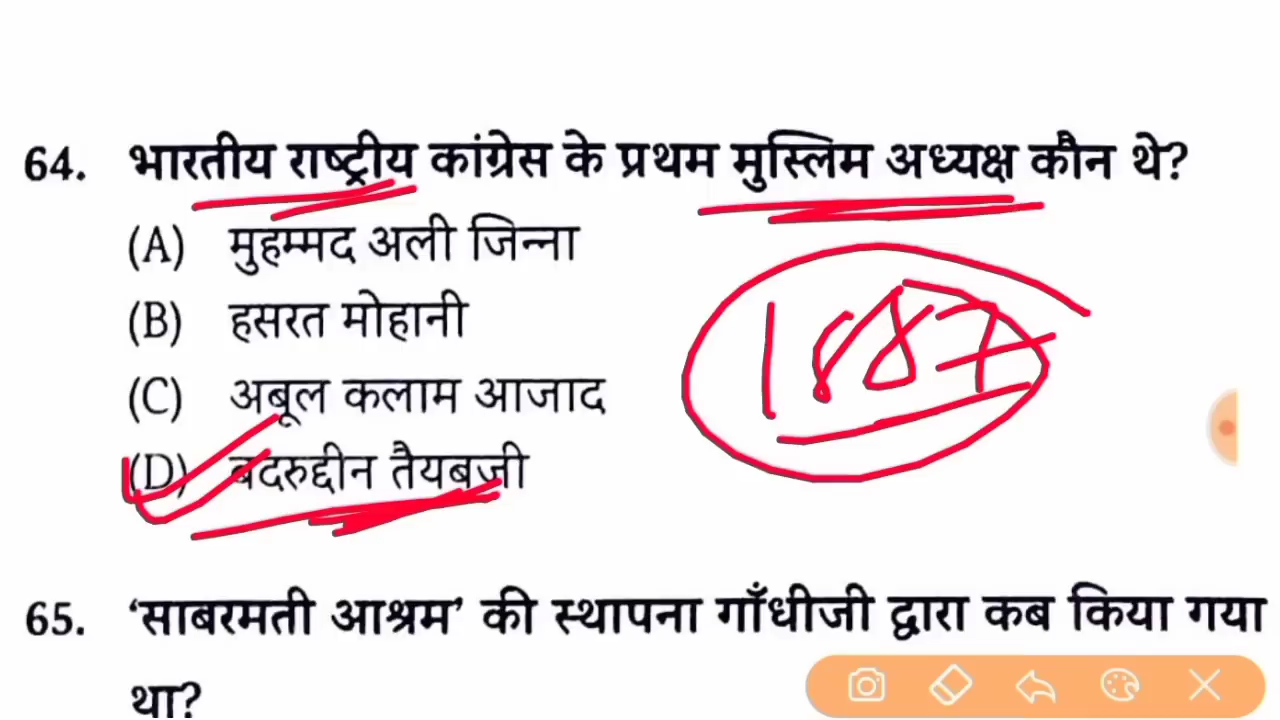 64. भारतीय राष्ट्रीय कांग्रेस के प्रथम मुस्लिम अध्यक्ष कौन थे?
(A) मुहम्मद अली जिन्ना
(B) हसरत मोहानी
(C) अबूल कलाम आजाद
(D) बदरुद्दीन तैयबजी
1887
65. ‘साबरमती आश्रम’ की स्थापना गाँधीजी द्वारा कब किया गया
था?